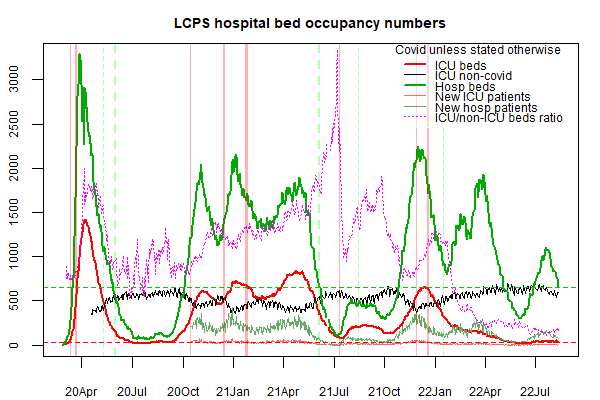 LCPS hospital bed occupancy numbers
Covid unless stated otherwise
ICU beds
ICU non-covid
Hosp beds
New ICU patients
New hosp patients
ICU/non-ICU beds ratio
3000
2500
2000
1500
1000
500
0
20Apr 20Jul 20Oct 21Jan 21Apr 21Jul 21Oct 22Jan 22Apr 22Jul